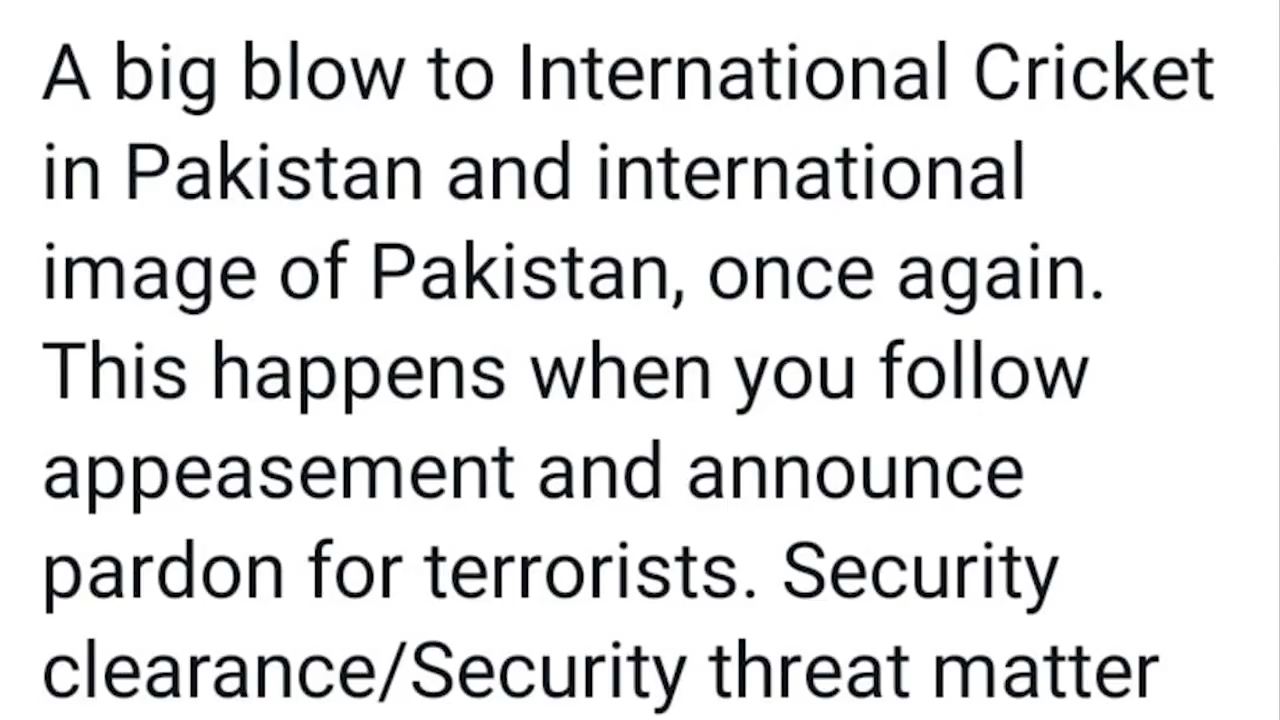 A big blow to International Cricket
in Pakistan and international
image of Pakistan, once again.
This happens when you follow
appeasement and announce
pardon for terrorists. Security
clearance/Security threat matter